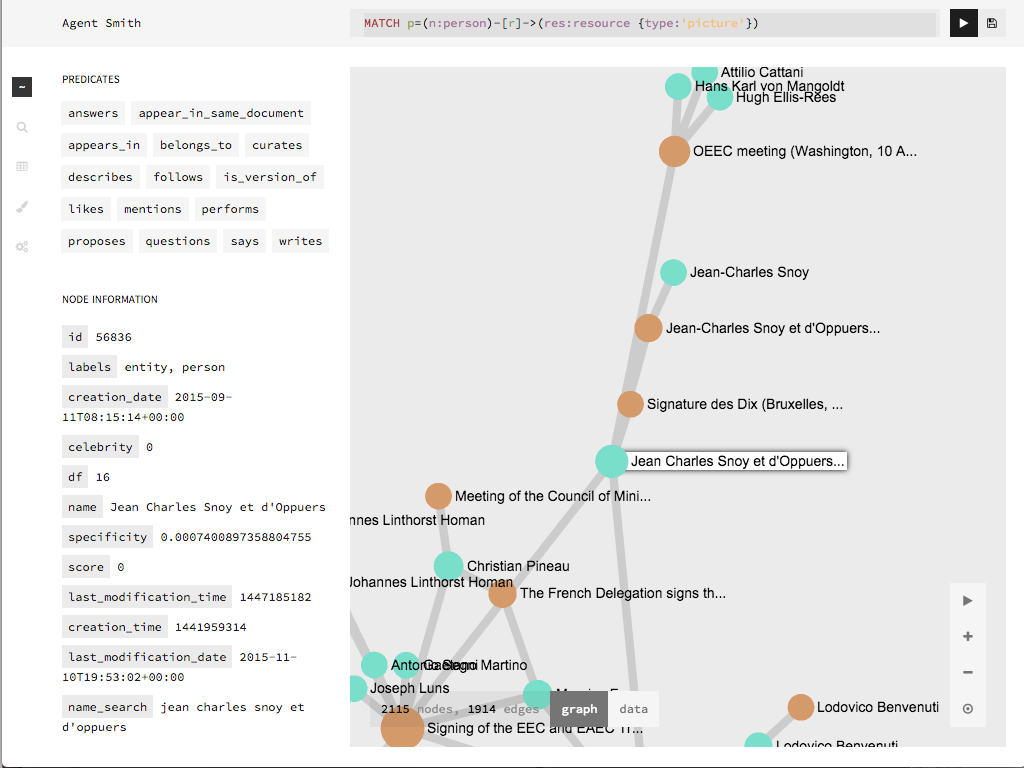 Agent Smith
MATCH p=(n:person)-[r]->(res:resource {type:'picture'})
~
PREDICATES
answers appear_in_same_document
appears_in belongs_to curates
describes follows is_version_of
likes mentions performs
proposes questions says writes
NODE INFORMATION
id 56836
labels entity, person
creation_date 2015-09-
11T08:15:14+00:00
celebrity 0
df 16
name Jean Charles Snoy et d'Oppuers
specificity 0.0007400897358804755
score 0
last_modification_time 1447185182
creation_time 1441959314
last_modification_date 2015-11-
10T19:53:02+00:00
name_search jean charles snoy et
d'oppuers
Attilio Cattani
Hans Karl von Mangoldt
Hugh Ellis-Rees
OEEC meeting (Washington, 10 A...
Jean-Charles Snoy
Jean-Charles Snoy et d'Oppuers...
Signature des Dix (Bruxelles, ...
Jean Charles Snoy et d'Oppuers...
Meeting of the Council of Mini...
nnes Linthorst Homan
Christian Pineau
Johannes Linthorst Homan
The French Delegation signs th...
Antonio Segni
Gaetano Martino
Joseph Luns
2115 nodes, 1914 edges graph data
Signing of the EEC and EAEC Tr...
Lodovico Benvenuti
Lodovico Benvenuti